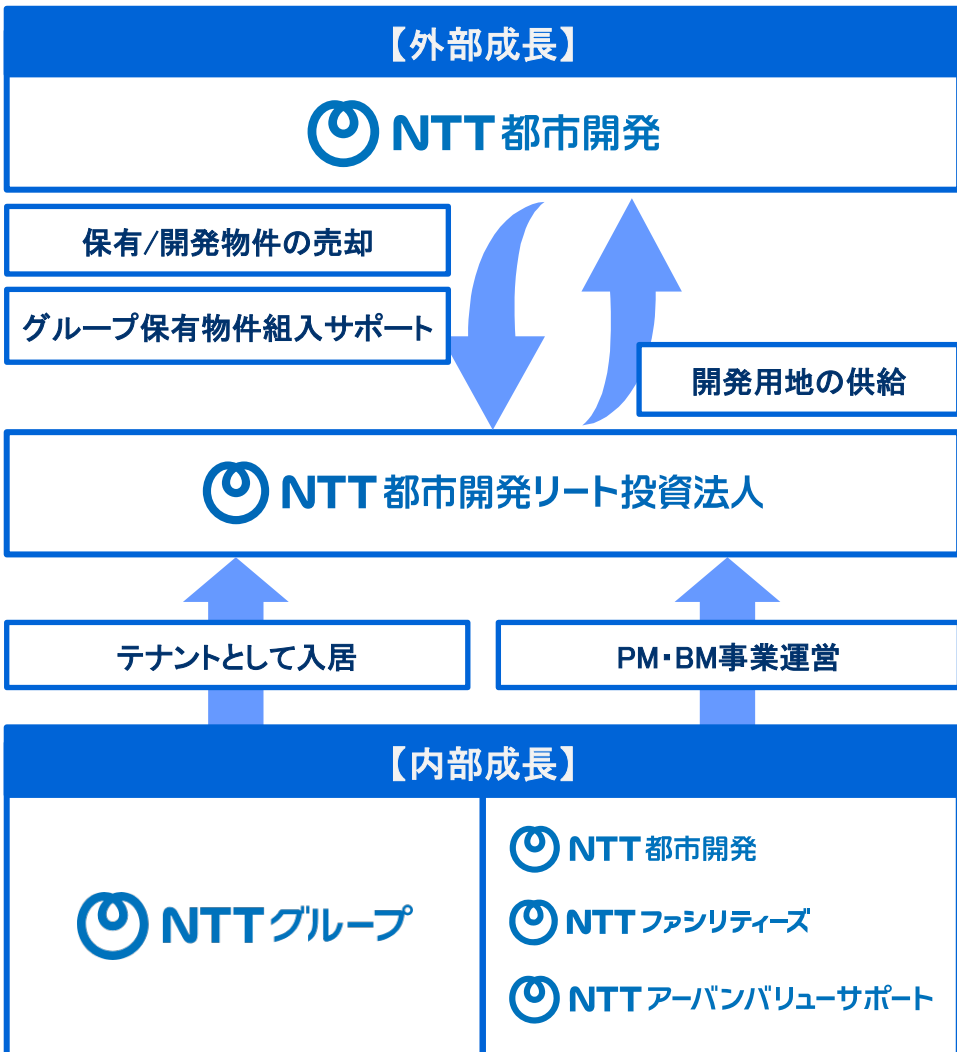 【外部成長】
NTT都市開発
保有/開発物件の売却
グループ保有物件組入サポート
開発用地の供給
NTT都市開発リート投資法人
テナントとして入居
PM・BM事業運営
【内部成長】
NTTグループ
NTT都市開発
NTTファシリティーズ
NTTアーバンバリューサポート